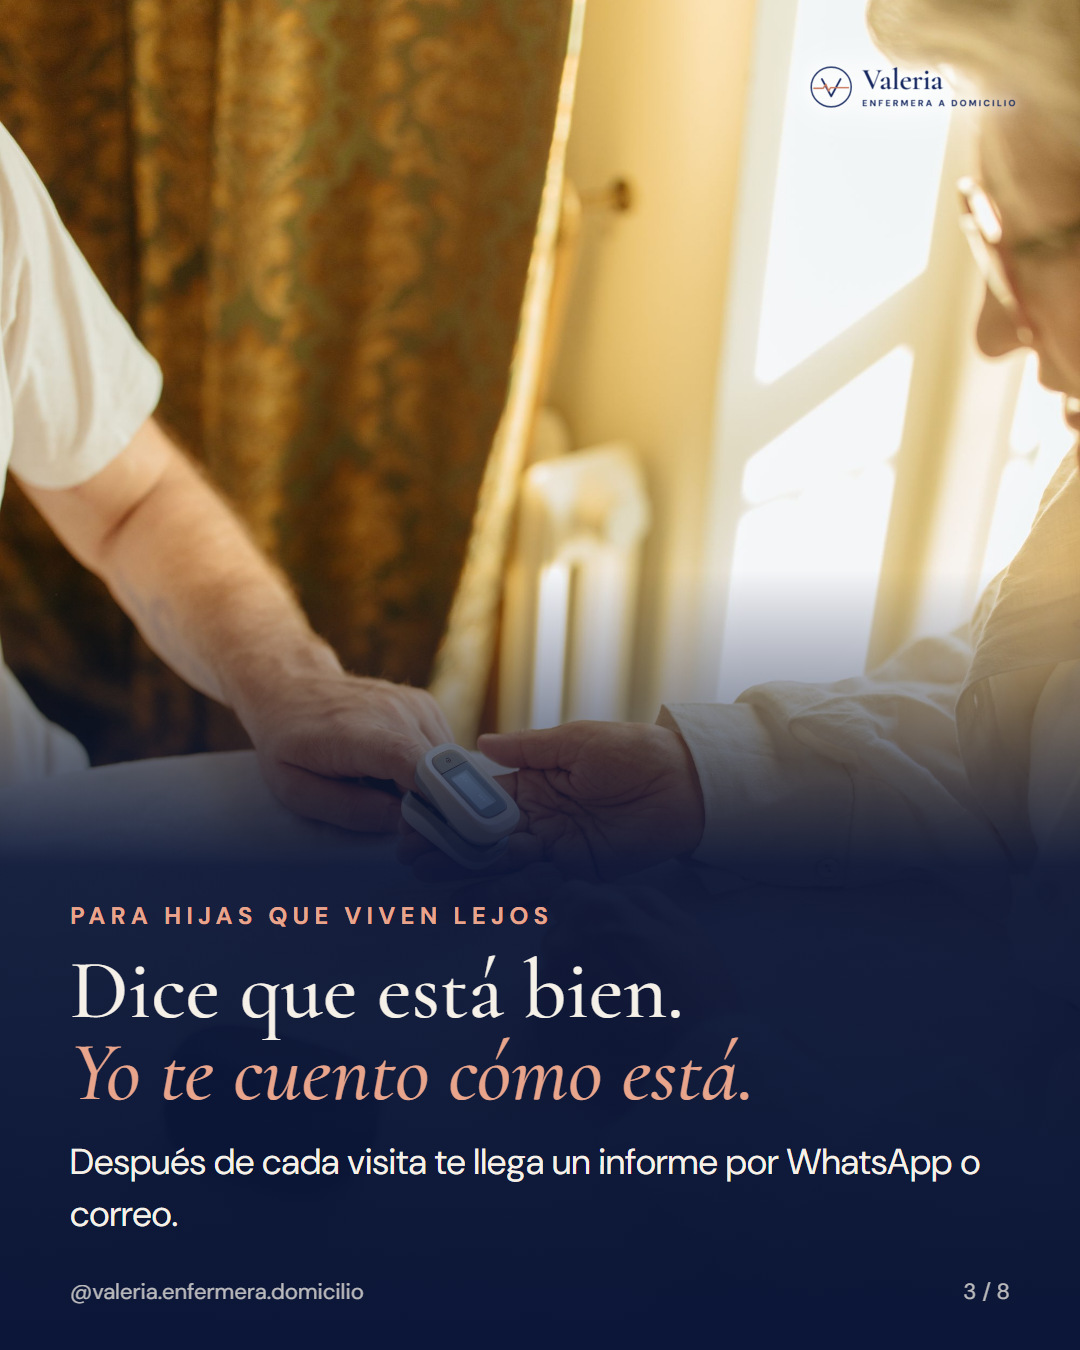 Valeria
ENFERMERA A DOMICILIO
PARA HIJAS QUE VIVEN LEJOS
Dice que está bien.
Yo te cuento cómo está.
Después de cada visita te llega un informe por WhatsApp o
correo.
@valeria.enfermera.domicilio
3 / 8